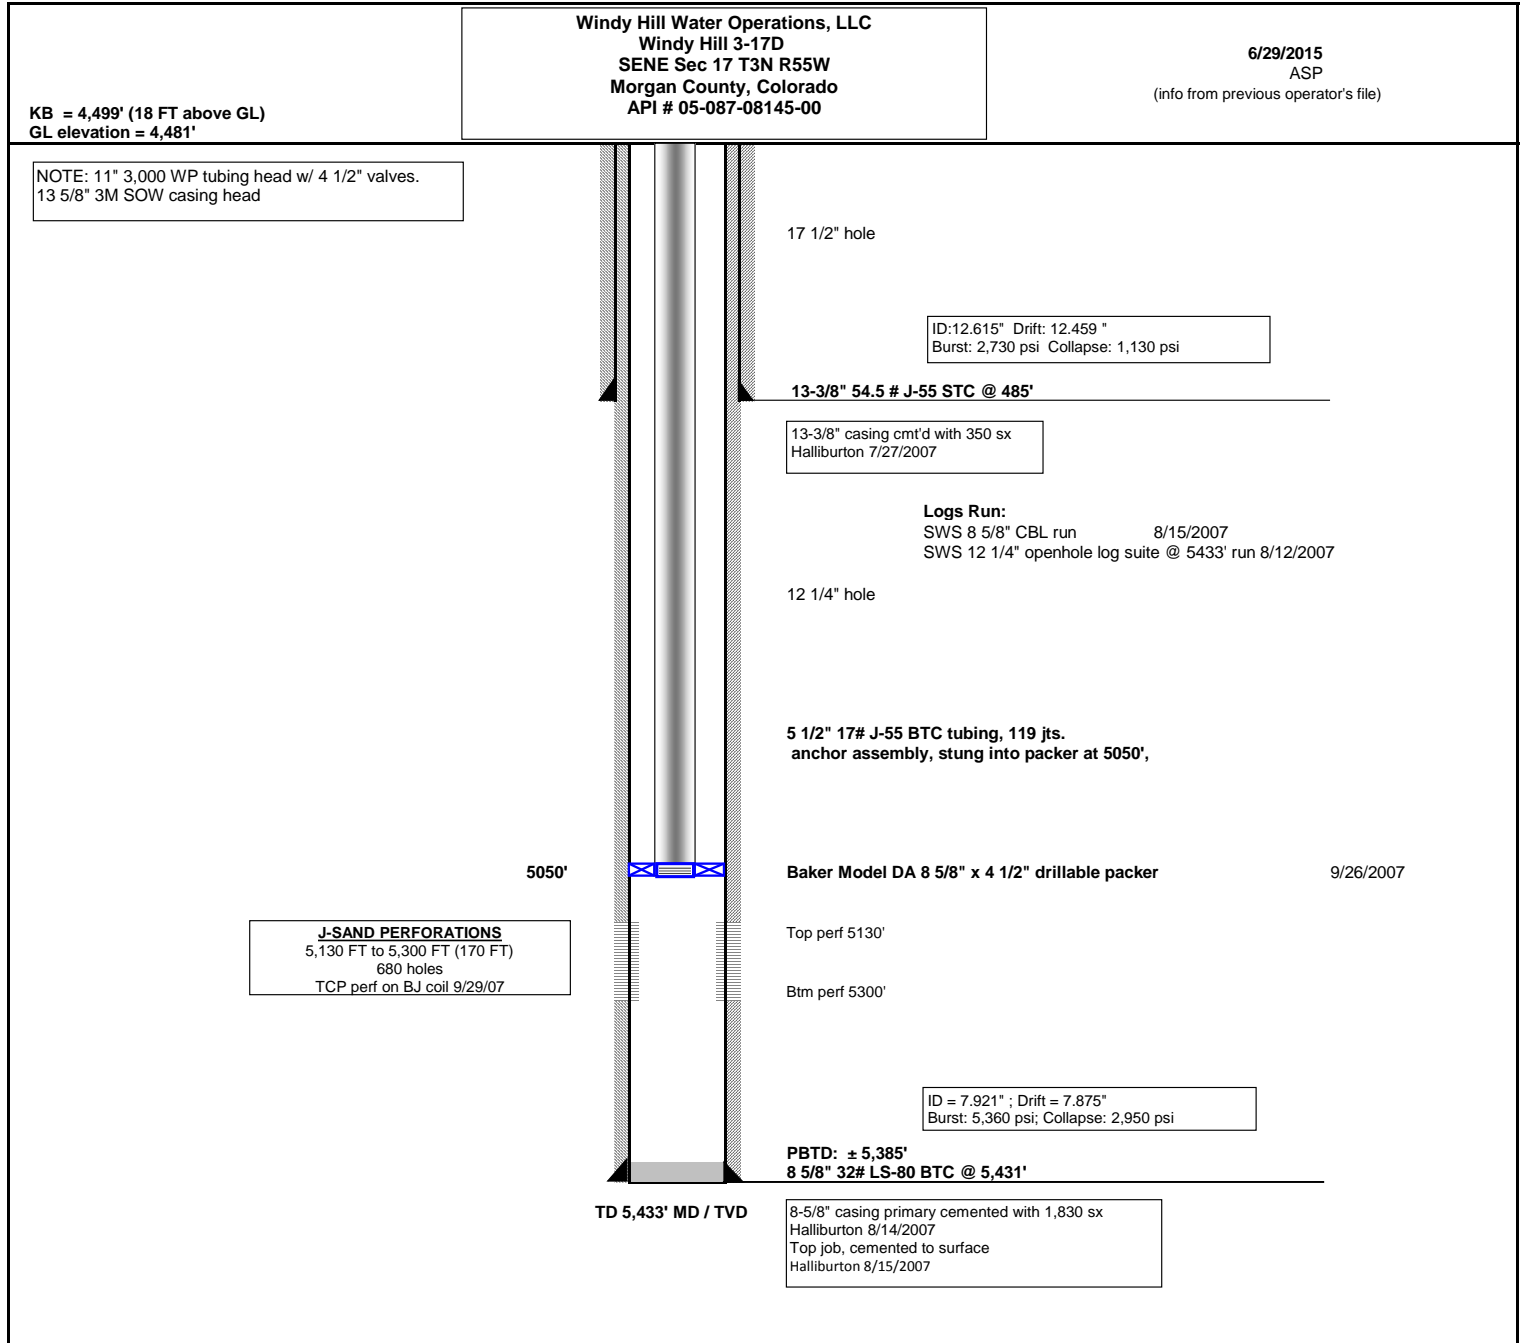 Windy Hill Water Operations, LLC
Windy Hill 3-17D
SENE Sec 17 T3N R55W
Morgan County, Colorado
API # 05-087-08145-00
6/29/2015
ASP
(info from previous operator's file)
KB = 4,499' (18 FT above GL)
GL elevation = 4,481'
NOTE: 11" 3,000 WP tubing head w/ 4 1/2" valves.
13 5/8" 3M SOW casing head
17 1/2" hole
ID:12.615" Drift: 12.459 "
Burst: 2,730 psi Collapse: 1,130 psi
13-3/8" 54.5 # J-55 STC @ 485'
13-3/8" casing cmt'd with 350 sx
Halliburton 7/27/2007
Logs Run:
SWS 8 5/8" CBL run 8/15/2007
SWS 12 1/4" openhole log suite @ 5433' run 8/12/2007
12 1/4" hole
5 1/2" 17# J-55 BTC tubing, 119 jts.
anchor assembly, stung into packer at 5050',
5050'
Baker Model DA 8 5/8" x 4 1/2" drillable packer 9/26/2007
J-SAND PERFORATIONS
5,130 FT to 5,300 FT (170 FT)
680 holes
TCP perf on BJ coil 9/29/07
Top perf 5130'
Btm perf 5300'
ID = 7.921" ; Drift = 7.875"
Burst: 5,360 psi; Collapse: 2,950 psi
PBTD: ± 5,385'
8 5/8" 32# LS-80 BTC @ 5,431'
TD 5,433' MD / TVD
8-5/8" casing primary cemented with 1,830 sx
Halliburton 8/14/2007
Top job, cemented to surface
Halliburton 8/15/2007